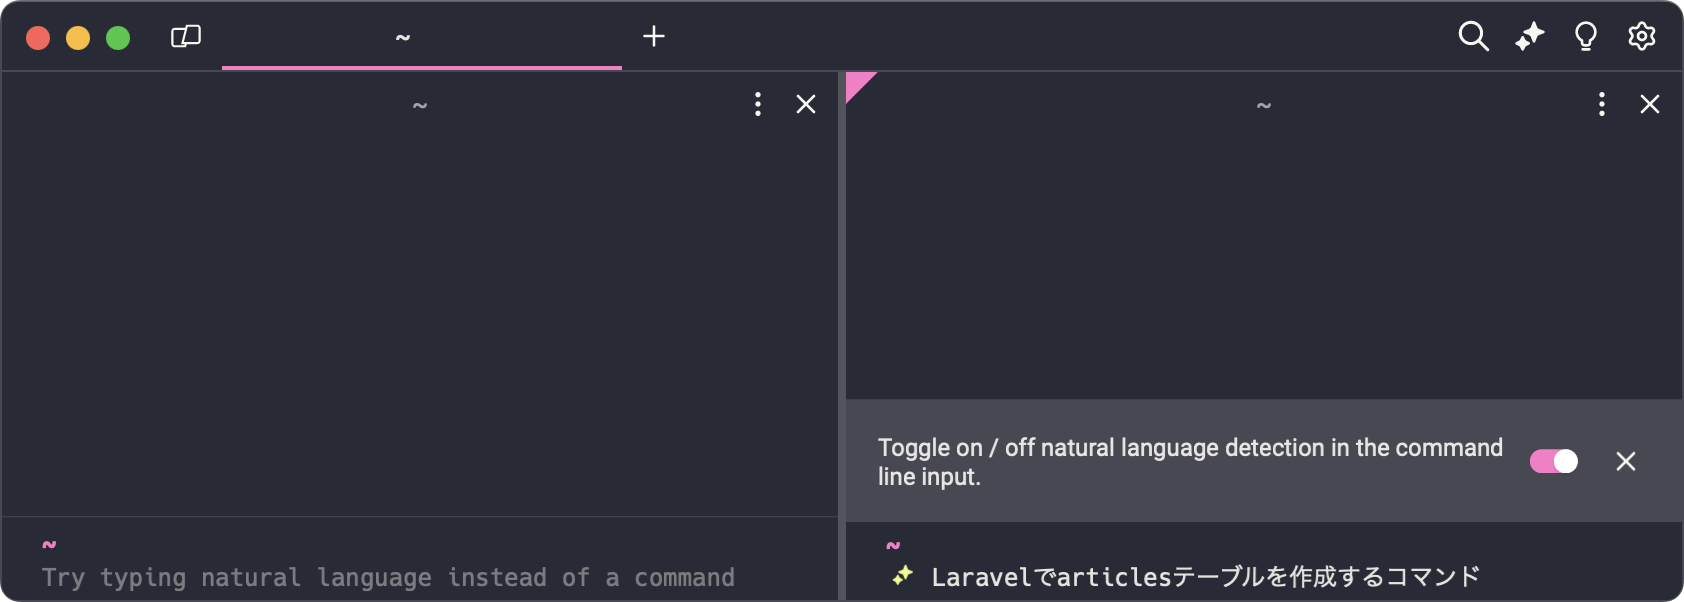 ~
~
~
Try typing natural language instead of a command
~
Toggle on / off natural language detection in the command
line input.
~
Laravelでarticlesテーブルを作成するコマンド